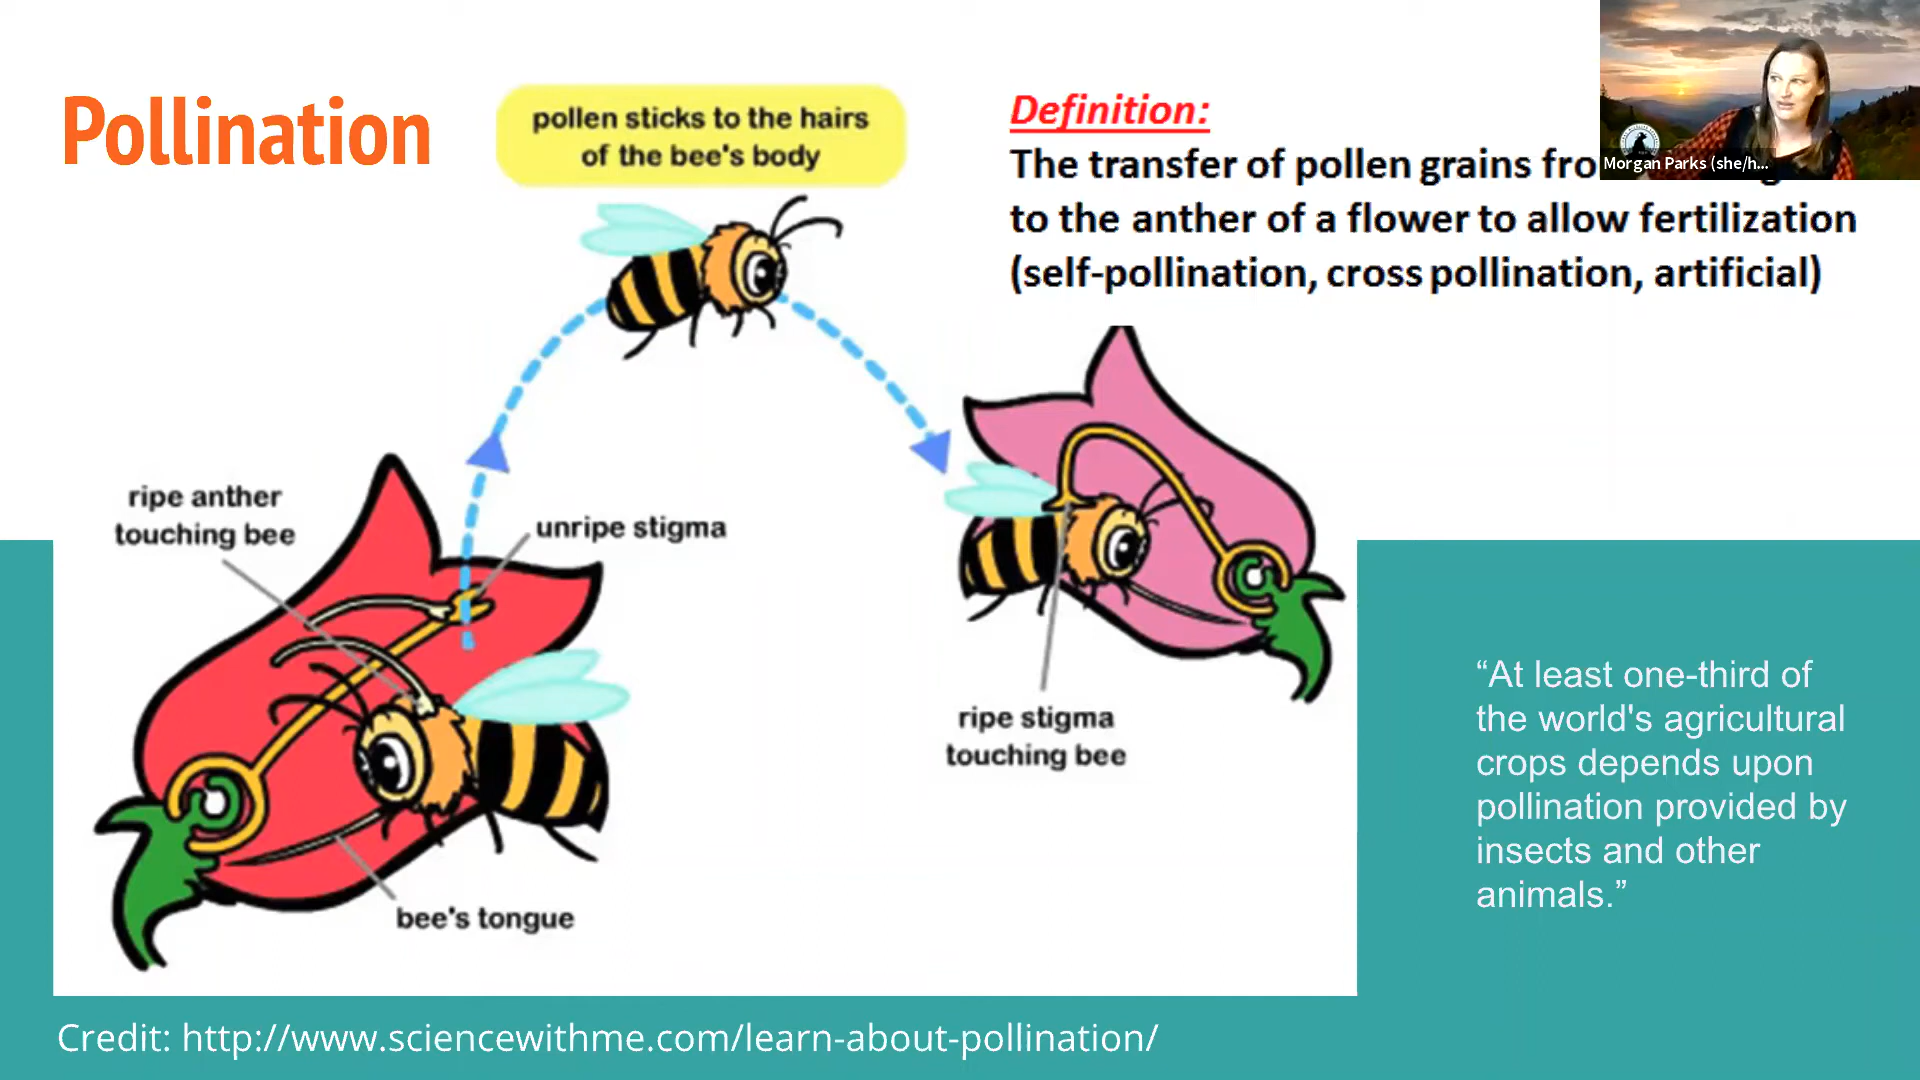 Pollination
pollen sticks to the hairs
of the bee's body
Definition:
The transfer of pollen grains
to the anther of a flower to allow fertilization
(self-pollination, cross pollination, artificial)
Morgan Parks (she/h...
ripe anther
touching bee
unripe stigma
bee's tongue
ripe stigma
touching bee
“At least one-third of
the world's agricultural
crops depends upon
pollination provided by
insects and other
animals.”
Credit: http://www.sciencewithme.com/learn-about-pollination/